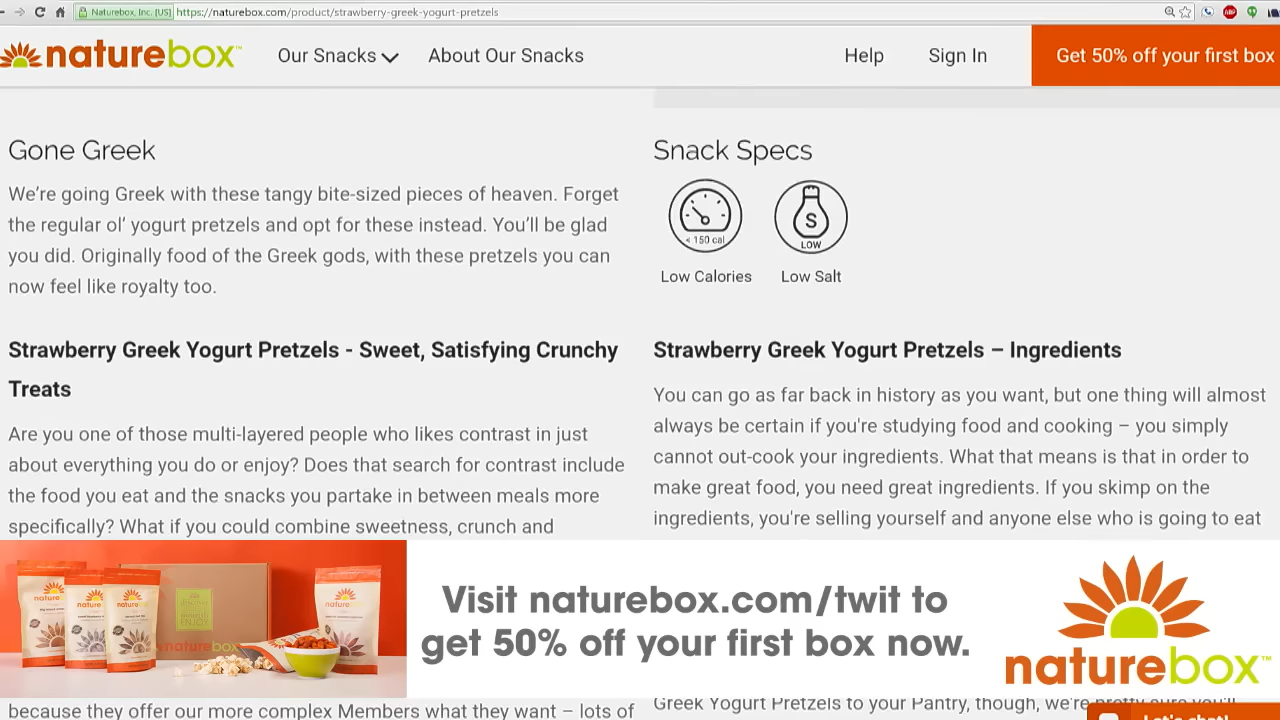 Naturebox, Inc. [US]
https://naturebox.com/product/strawberry-greek-yogurt-pretzels
ABP
naturebox™
Our Snacks
About Our Snacks
Help
Sign In
Get 50% off your first box
Gone Greek
We’re going Greek with these tangy bite-sized pieces of heaven. Forget
the regular ol’ yogurt pretzels and opt for these instead. You’ll be glad
you did. Originally food of the Greek gods, with these pretzels you can
now feel like royalty too.
Strawberry Greek Yogurt Pretzels - Sweet, Satisfying Crunchy
Treats
Are you one of those multi-layered people who likes contrast in just
about everything you do or enjoy? Does that search for contrast include
the food you eat and the snacks you partake in between meals more
specifically? What if you could combine sweetness, crunch and
Snack Specs
< 150 cal
Low Calories
S
LOW
Low Salt
Strawberry Greek Yogurt Pretzels – Ingredients
You can go as far back in history as you want, but one thing will almost
always be certain if you're studying food and cooking – you simply
cannot out-cook your ingredients. What that means is that in order to
make great food, you need great ingredients. If you skimp on the
ingredients, you're selling yourself and anyone else who is going to eat
naturebox
Visit naturebox.com/twit to
get 50% off your first box now.
naturebox™
because they offer our more complex Members what they want – lots of
Greek Yogurt Pretzels to your Pantry, though, we're pretty sure you'll
Let's chat!